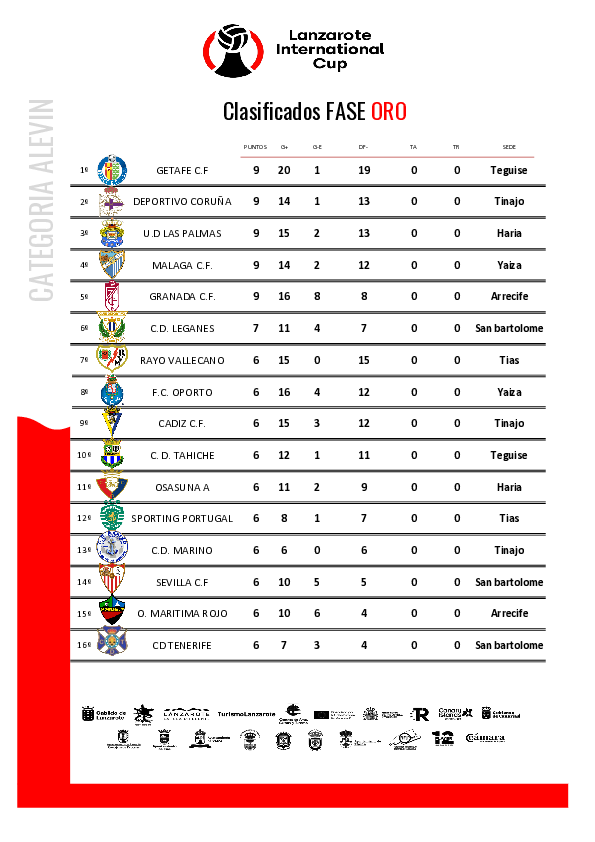 Lanzarote
International
Cup
Clasificados FASE ORO
CATEGORIA ALEVIN
PUNTOS G+ G-E DF- TA TR SEDE
1º GETAFE C.F 9 20 1 19 0 0 Teguise
2º DEPORTIVO CORUÑA 9 14 1 13 0 0 Tinajo
3º U.D LAS PALMAS 9 15 2 13 0 0 Haria
4º MALAGA C.F. 9 14 2 12 0 0 Yaiza
5º GRANADA C.F. 9 16 8 8 0 0 Arrecife
6º C.D. LEGANES 7 11 4 7 0 0 San bartolome
7º RAYO VALLECANO 6 15 0 15 0 0 Tias
8º F.C. OPORTO 6 16 4 12 0 0 Yaiza
9º CADIZ C.F. 6 15 3 12 0 0 Tinajo
10º C. D. TAHICHE 6 12 1 11 0 0 Teguise
11º OSASUNA A 6 11 2 9 0 0 Haria
12º SPORTING PORTUGAL 6 8 1 7 0 0 Tias
13º C.D. MARINO 6 6 0 6 0 0 Tinajo
14º SEVILLA C.F 6 10 5 5 0 0 San bartolome
15º O. MARITIMA ROJO 6 10 6 4 0 0 Arrecife
16º CD TENERIFE 6 7 3 4 0 0 San bartolome
Cabildo de
Lanzarote
LANZAROTE
TurismoLanzarote
Canary
Islands
Gobierno
de Canarias
12
Cámara